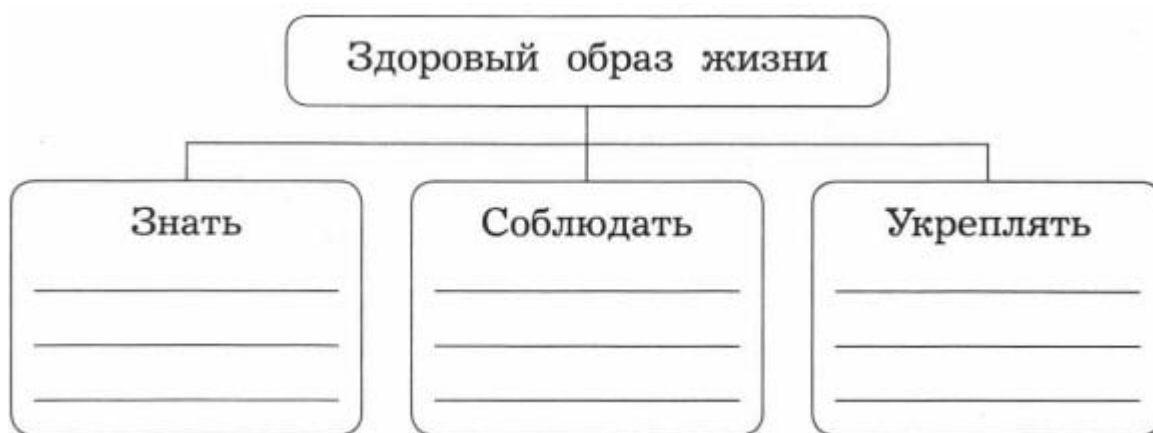 Здоровый образ жизни
Знать
Соблюдать
Укреплять